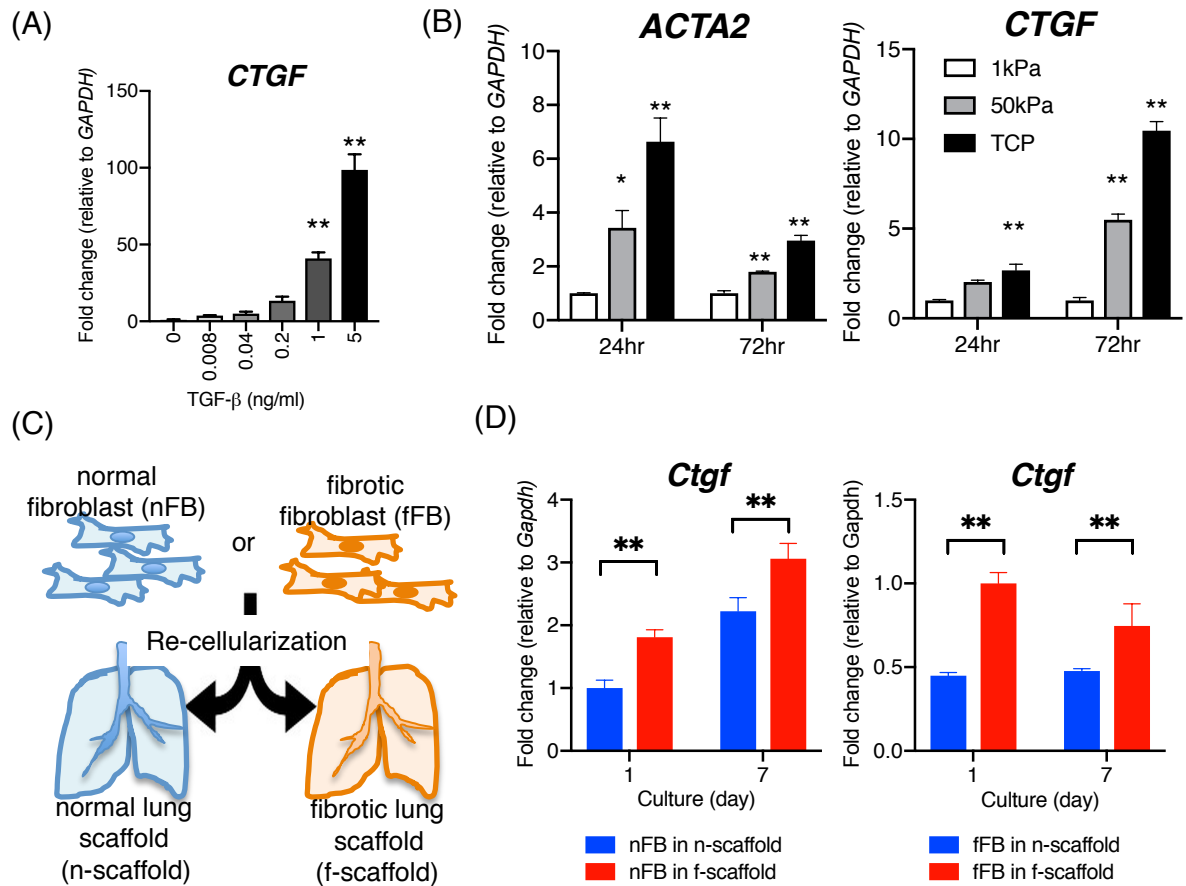 (A)
CTGF
Fold change (relative to GAPDH)
150
100
50
0
**
**
0
0.008
0.04
0.2
1
5
TGF-β (ng/ml)
(B)
ACTA2
Fold change (relative to GAPDH)
10
8
6
4
2
0
*
**
**
**
24hr
72hr
CTGF
Fold change (relative to GAPDH)
15
10
5
0
1kPa
50kPa
TCP
**
**
**
24hr
72hr
(C)
normal
fibroblast (nFB)
or
fibrotic
fibroblast (fFB)
Re-cellularization
normal lung
scaffold
(n-scaffold)
fibrotic lung
scaffold
(f-scaffold)
(D)
Ctgf
Fold change (relative to Gapdh)
4
3
2
1
0
**
**
1
7
Culture (day)
nFB in n-scaffold
nFB in f-scaffold
Ctgf
Fold change (relative to Gapdh)
1.5
1.0
0.5
0.0
**
**
1
7
Culture (day)
fFB in n-scaffold
fFB in f-scaffold